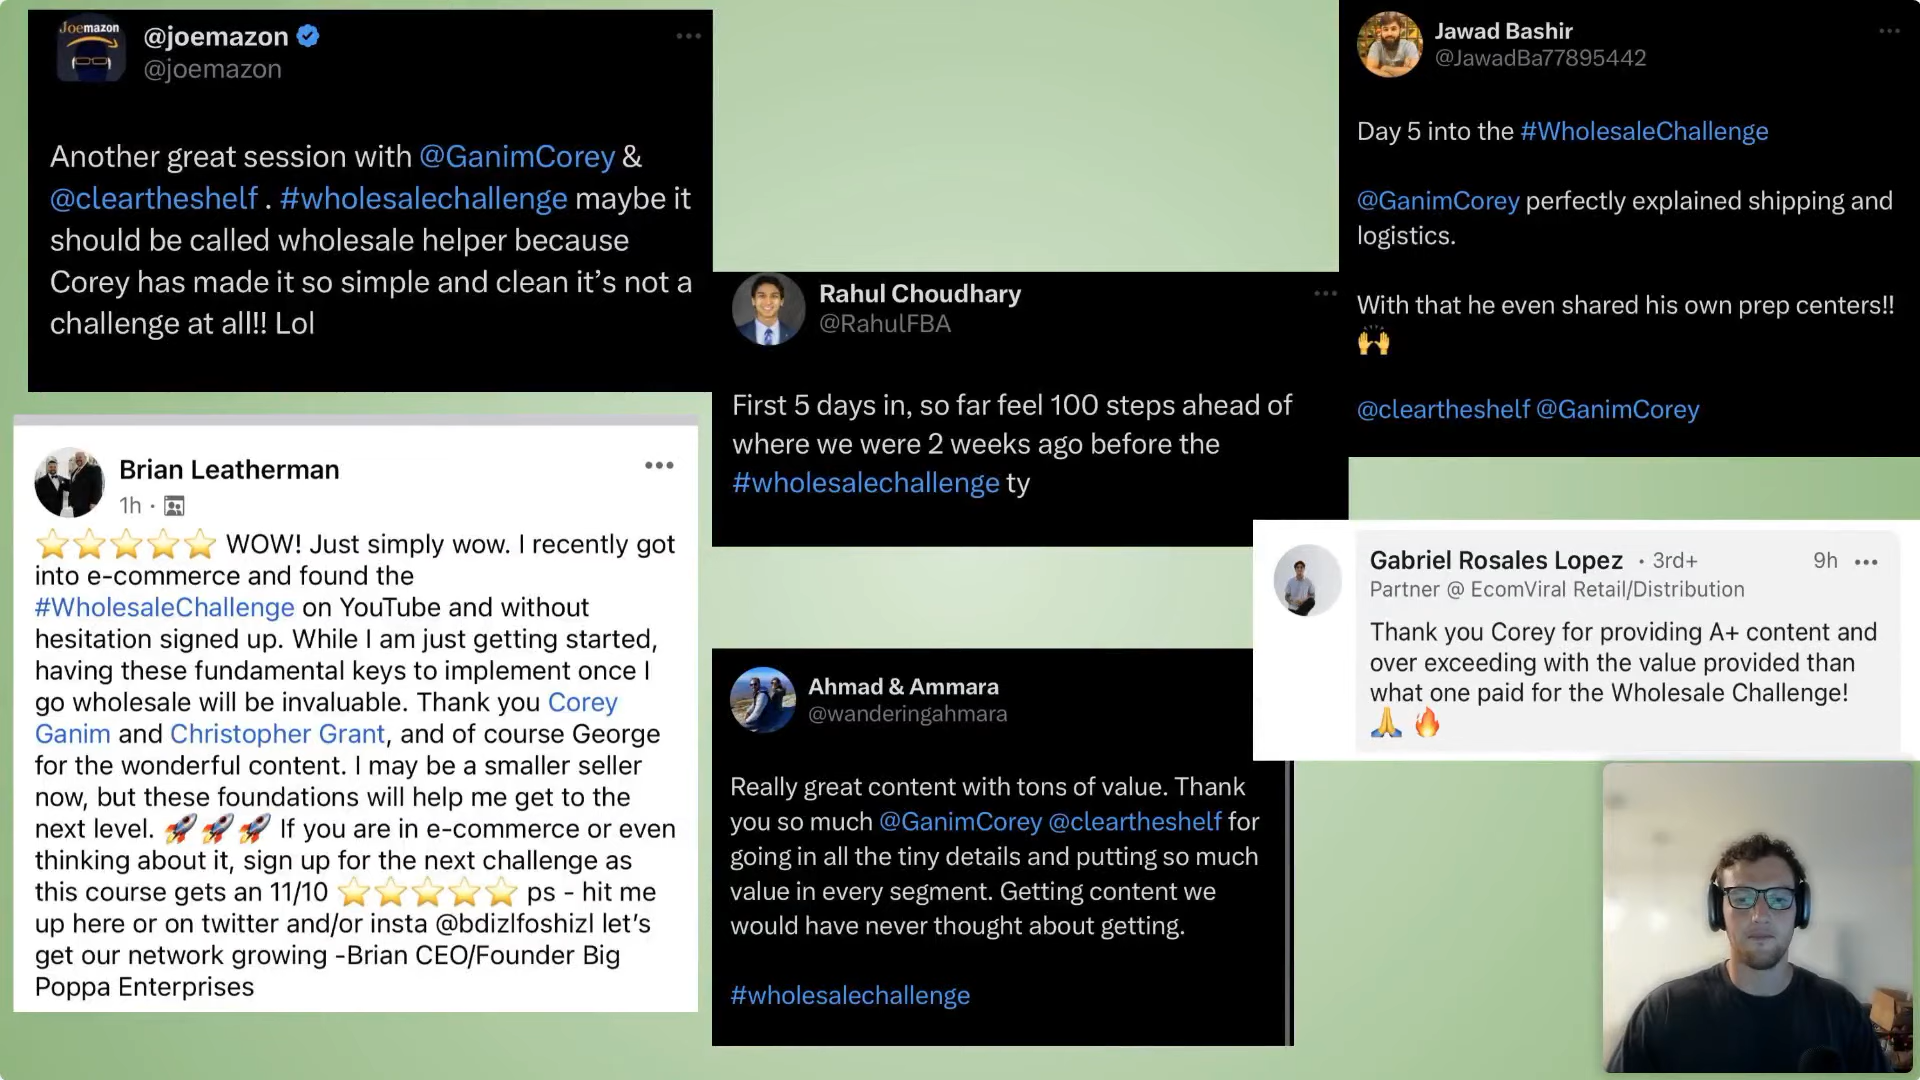 Joemazon
@joemazon
@joemazon
Another great session with @GanimCorey &
@cleartheshelf . #wholesalechallenge maybe it
should be called wholesale helper because
Corey has made it so simple and clean it’s not a
challenge at all!! Lol
Brian Leatherman
1h ·
⭐⭐⭐⭐⭐ WOW! Just simply wow. I recently got
into e-commerce and found the
#WholesaleChallenge on YouTube and without
hesitation signed up. While I am just getting started,
having these fundamental keys to implement once I
go wholesale will be invaluable. Thank you Corey
Ganim and Christopher Grant, and of course George
for the wonderful content. I may be a smaller seller
now, but these foundations will help me get to the
next level. 🚀🚀🚀 If you are in e-commerce or even
thinking about it, sign up for the next challenge as
this course gets an 11/10 ⭐⭐⭐⭐⭐ ps - hit me
up here or on twitter and/or insta @bdizlfoshizl let’s
get our network growing -Brian CEO/Founder Big
Poppa Enterprises
Rahul Choudhary
@RahulFBA
First 5 days in, so far feel 100 steps ahead of
where we were 2 weeks ago before the
#wholesalechallenge ty
Ahmad & Ammara
@wanderingahmara
Really great content with tons of value. Thank
you so much @GanimCorey @cleartheshelf for
going in all the tiny details and putting so much
value in every segment. Getting content we
would have never thought about getting.
#wholesalechallenge
Jawad Bashir
@JawadBa77895442
Day 5 into the #WholesaleChallenge
@GanimCorey perfectly explained shipping and
logistics.
With that he even shared his own prep centers!!
🙌
@cleartheshelf @GanimCorey
Gabriel Rosales Lopez · 3rd+ 9h
Partner @ EcomViral Retail/Distribution
Thank you Corey for providing A+ content and
over exceeding with the value provided than
what one paid for the Wholesale Challenge!
🙏 🔥